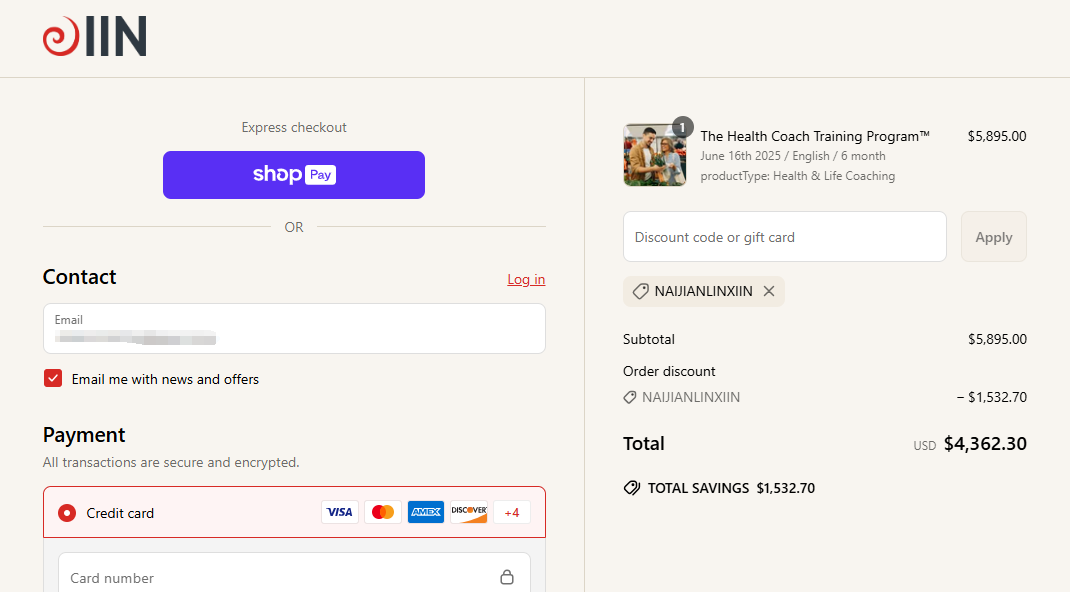 IIN
Express checkout
shop Pay
OR
Contact
Log in
Email
Email me with news and offers
Payment
All transactions are secure and encrypted.
Credit card
VISA
AMEX
DISCOVER
+4
Card number
1
The Health Coach Training Program™
$5,895.00
June 16th 2025 / English / 6 month
productType: Health & Life Coaching
Discount code or gift card
Apply
NAIJIANLINXIIN
Subtotal
$5,895.00
Order discount
NAIJIANLINXIIN
– $1,532.70
Total
USD $4,362.30
TOTAL SAVINGS $1,532.70